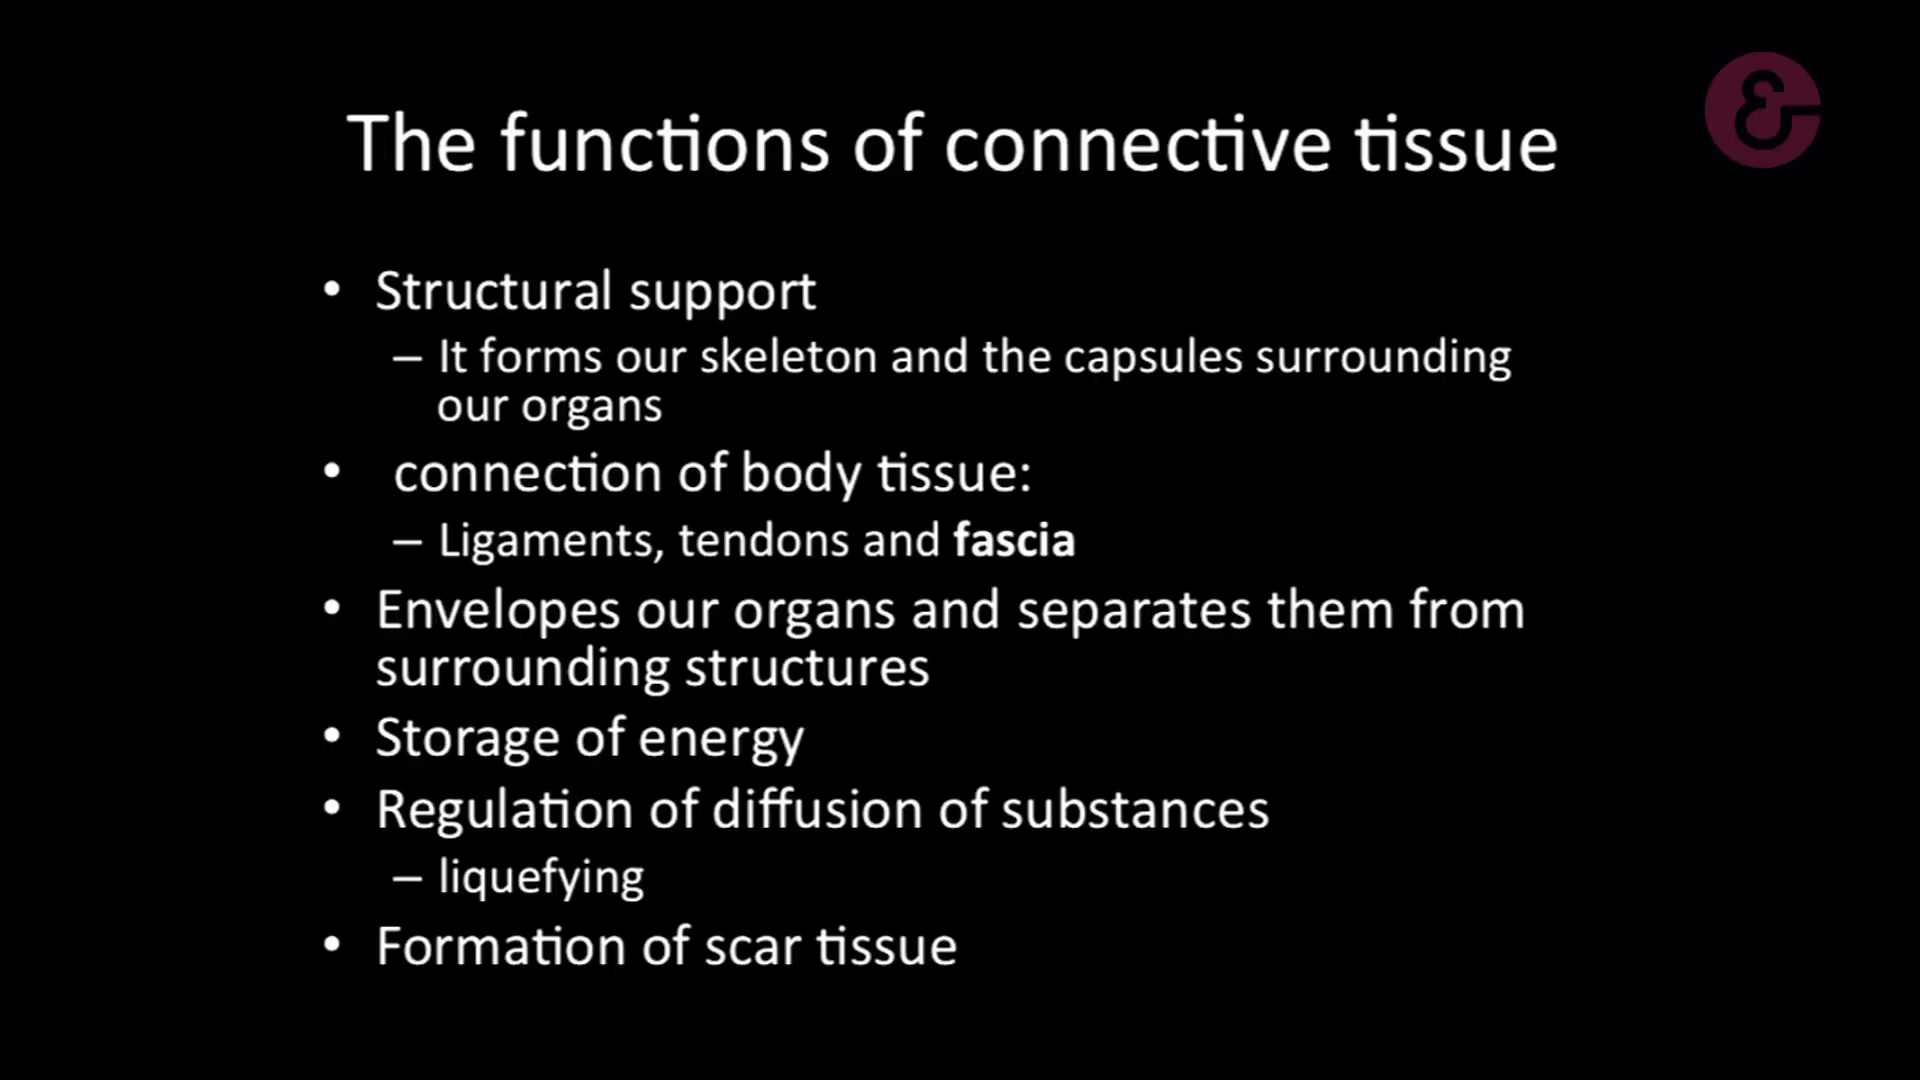 The functions of connective tissue
• Structural support
– It forms our skeleton and the capsules surrounding
our organs
• connection of body tissue:
– Ligaments, tendons and fascia
• Envelopes our organs and separates them from
surrounding structures
• Storage of energy
• Regulation of diffusion of substances
– liquefying
• Formation of scar tissue
&